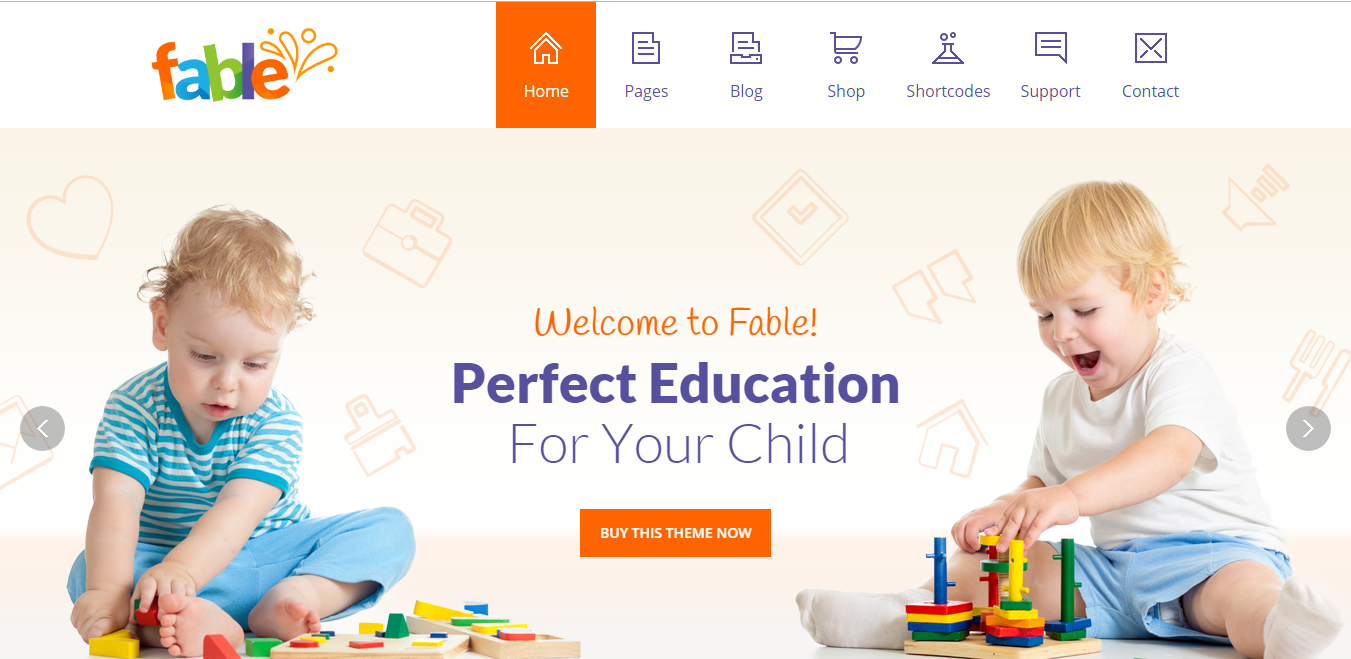 fable
Home Pages Blog Shop Shortcodes Support Contact
Welcome to Fable!
Perfect Education
For Your Child
BUY THIS THEME NOW